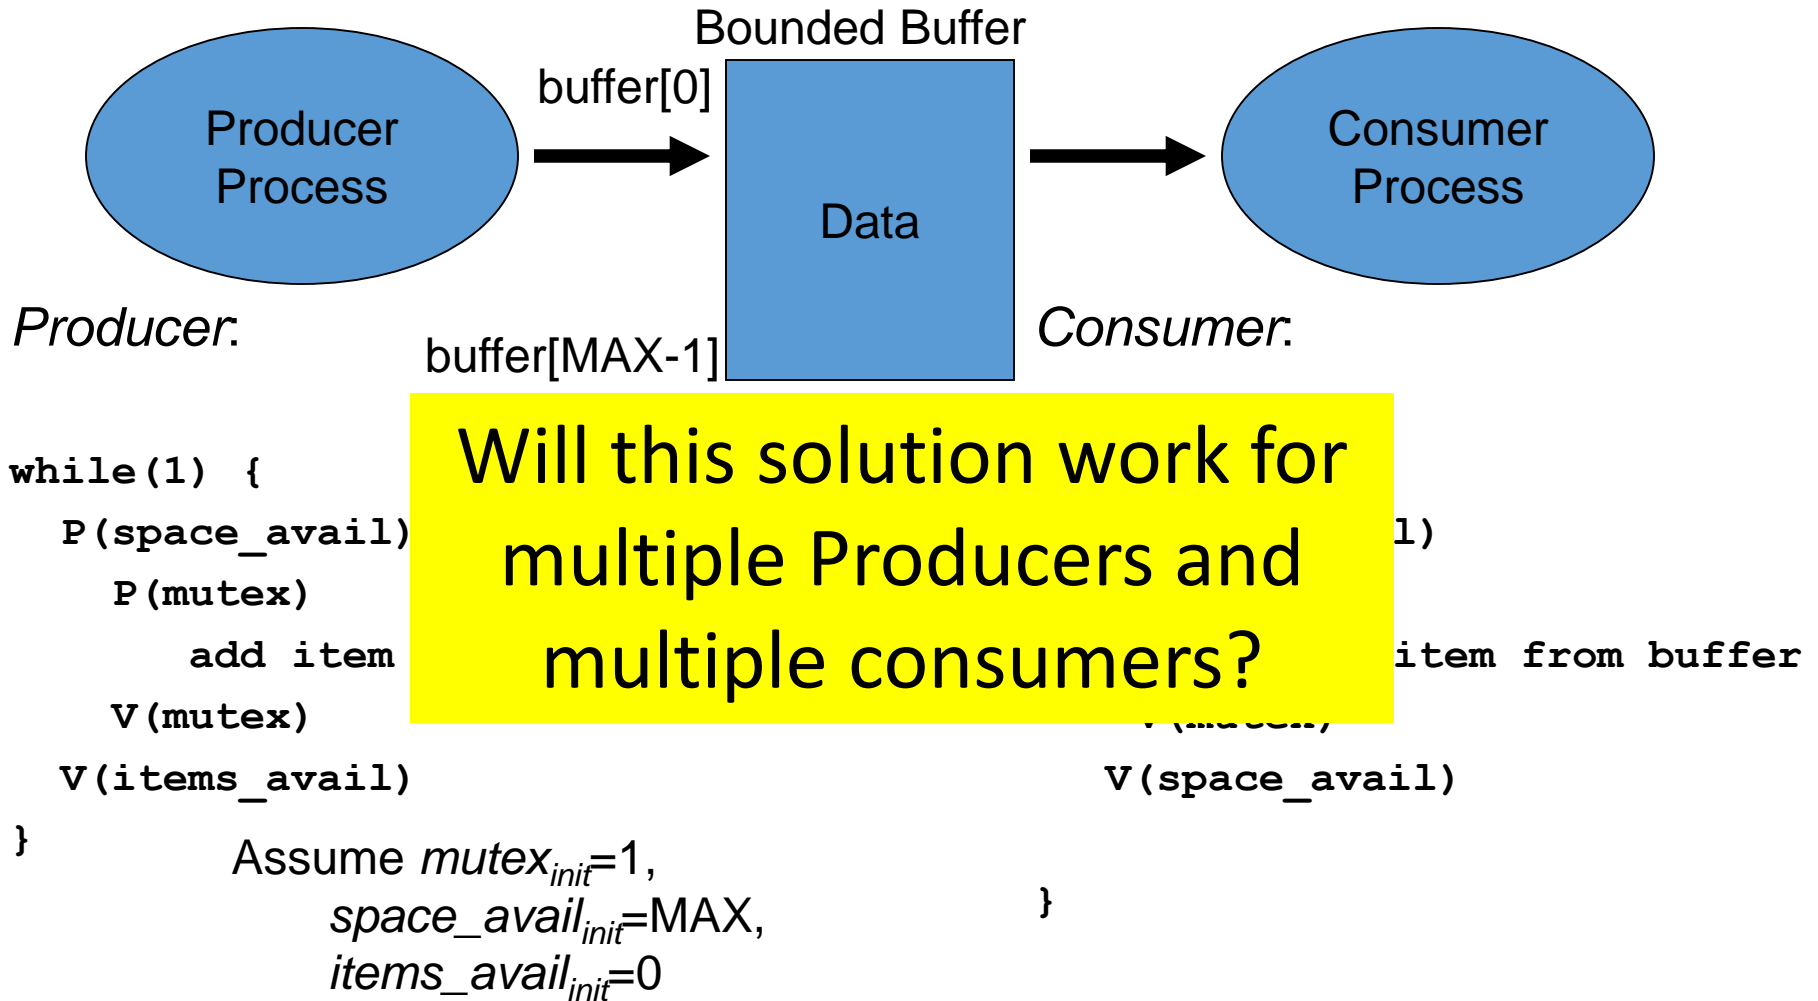 Bounded Buffer
buffer[0]
Producer
Process
Data
Consumer
Process
buffer[MAX-1]
Producer:
Consumer:
Will this solution work for
multiple Producers and
multiple consumers?
while(1) {
P(space_avail)
P(mutex)
add item
V(mutex)
V(items_avail)
}
l)
item from buffer
V(mutex)
V(space_avail)
}
Assume mutexinit=1,
space_availinit=MAX,
items_availinit=0